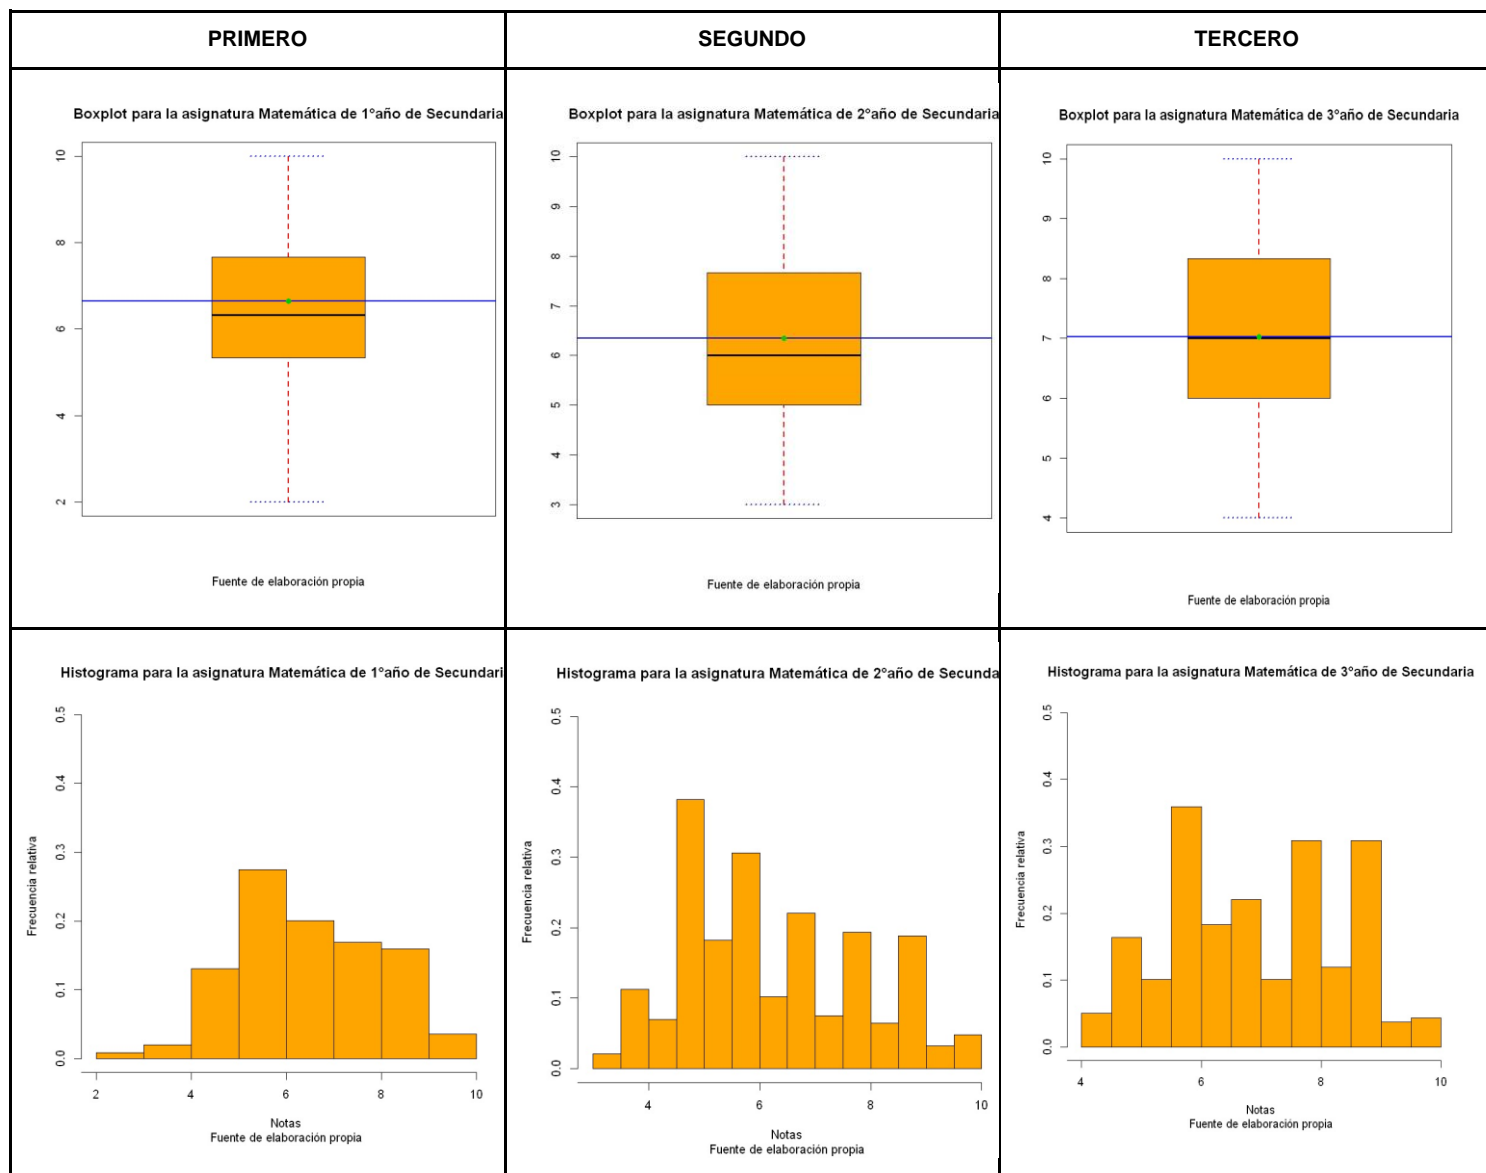 PRIMERO
SEGUNDO
TERCERO
Boxplot para la asignatura Matemática de 1°año de Secundaria
10
8
6
4
2
Fuente de elaboración propia
Boxplot para la asignatura Matemática de 2°año de Secundaria
10
9
8
7
6
5
4
3
Fuente de elaboración propia
Boxplot para la asignatura Matemática de 3°año de Secundaria
10
9
8
7
6
5
4
Fuente de elaboración propia
Histograma para la asignatura Matemática de 1°año de Secundari
Frecuencia relativa
0.5
0.4
0.3
0.2
0.1
0.0
2 4 6 8 10
Notas
Fuente de elaboración propia
Histograma para la asignatura Matemática de 2°año de Secunda
Frecuencia relativa
0.5
0.4
0.3
0.2
0.1
0.0
4 6 8 10
Notas
Fuente de elaboración propia
Histograma para la asignatura Matemática de 3°año de Secundaria
Frecuencia relativa
0.5
0.4
0.3
0.2
0.1
0.0
4 6 8 10
Notas
Fuente de elaboración propia